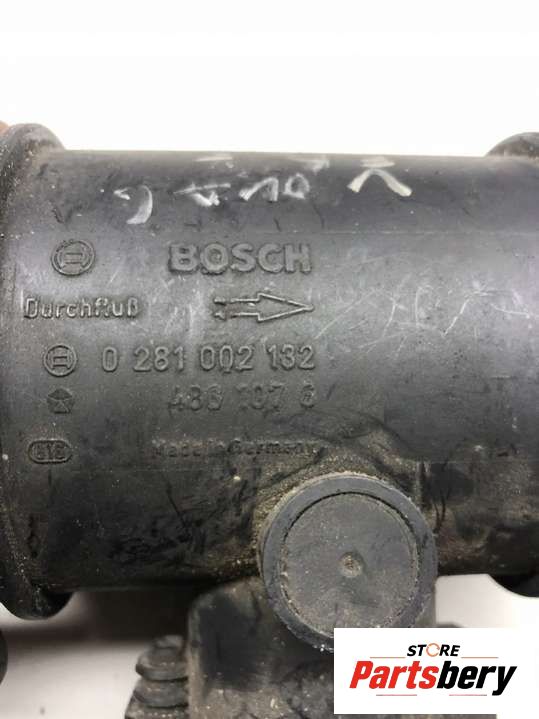 BOSCH
Durchfluß
0 281 002 132
Made in Germany
STORE
Partsbery